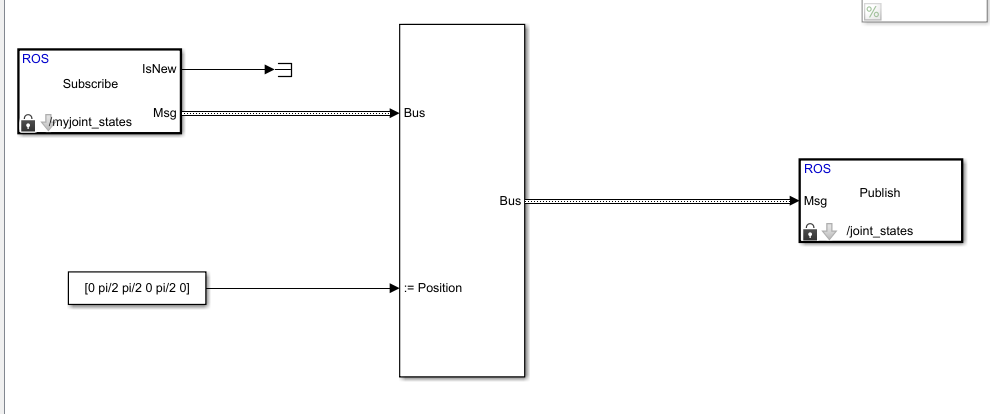 %
ROS
IsNew
Subscribe
Msg
/myjoint_states
Bus
ROS
Publish
Bus
Msg
/joint_states
[0 pi/2 pi/2 0 pi/2 0]
:= Position